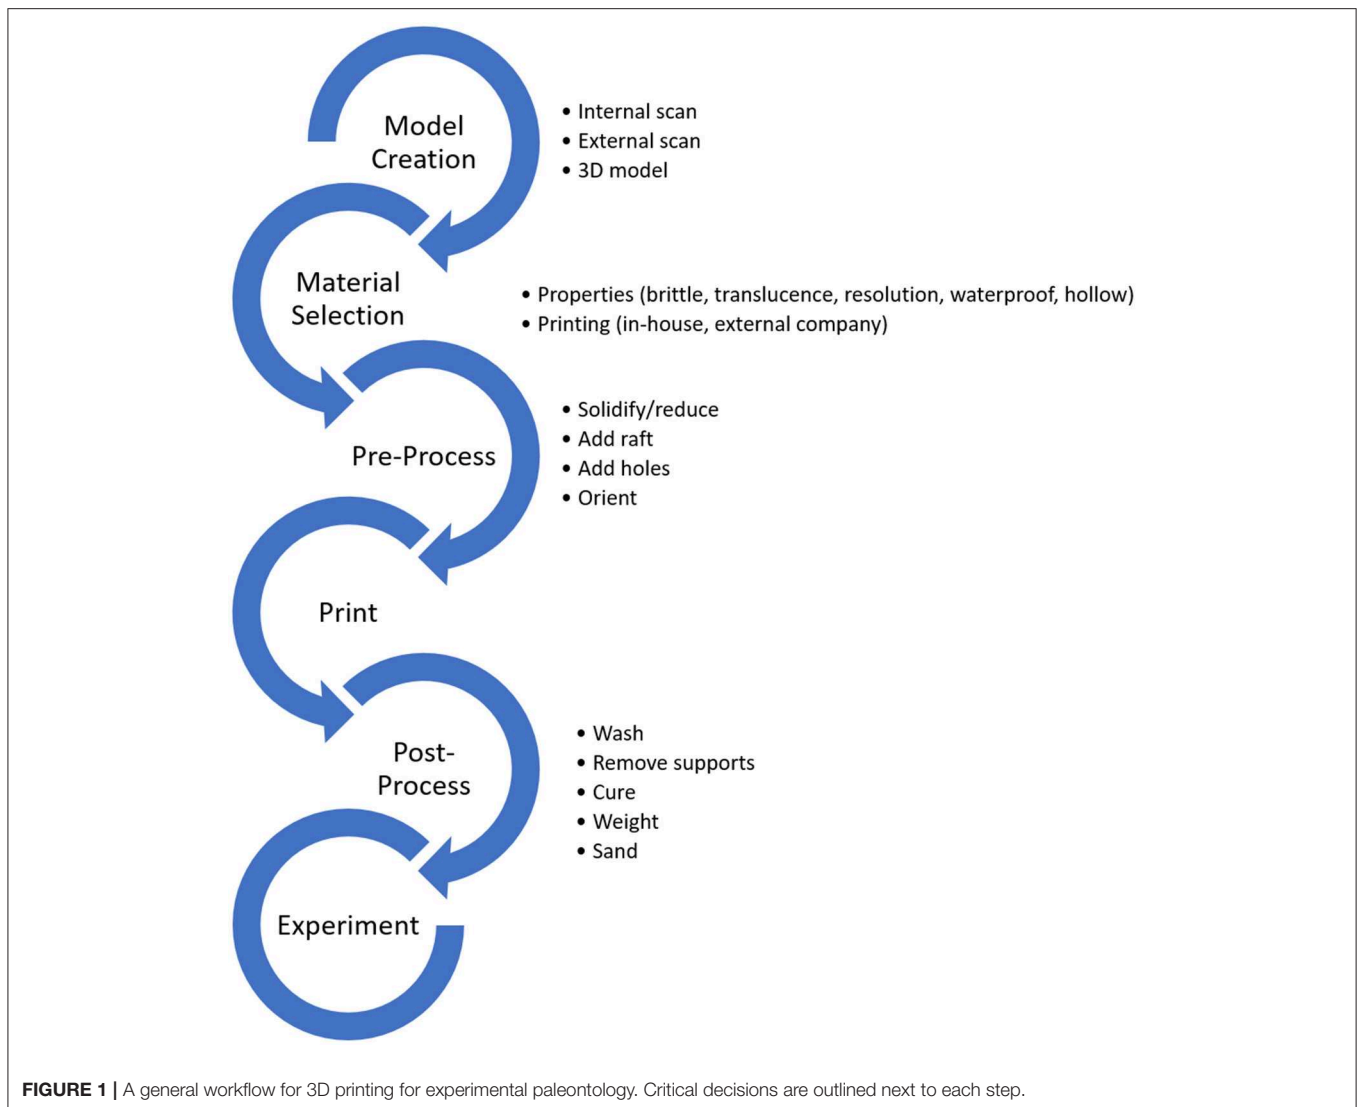 Model
Creation
• Internal scan
• External scan
• 3D model
Material
Selection
• Properties (brittle, translucence, resolution, waterproof, hollow)
• Printing (in-house, external company)
Pre-Process
• Solidify/reduce
• Add raft
• Add holes
• Orient
Print
Post-
Process
• Wash
• Remove supports
• Cure
• Weight
• Sand
Experiment
FIGURE 1 | A general workflow for 3D printing for experimental paleontology. Critical decisions are outlined next to each step.